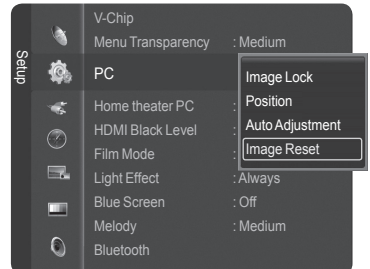 Setup
V-Chip
Menu Transparency : Medium
PC
Home theater PC :
HDMI Black Level :
Film Mode :
Light Effect : Always
Blue Screen : Off
Melody : Medium
Bluetooth
Image Lock
Position
Auto Adjustment
Image Reset